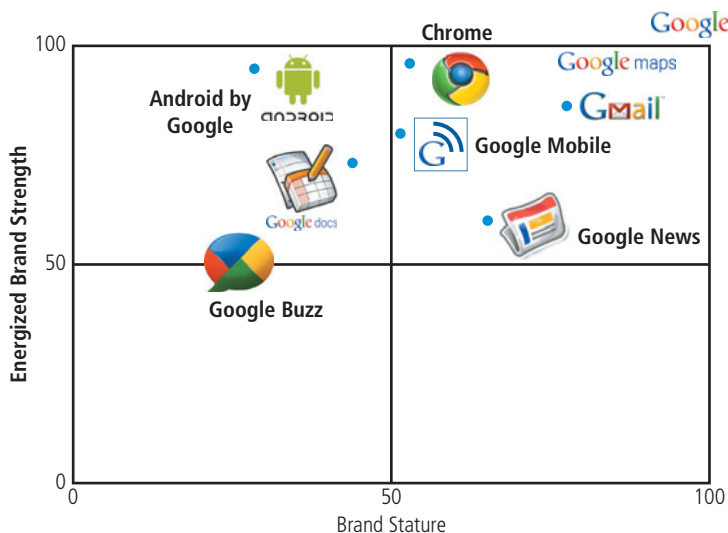 Google
Chrome
100
Google maps
Android by
Google
ANDROID
Gmail
G
Google Mobile
Google docs
Google News
Energized Brand Strength
50
Google Buzz
0
0
50
100
Brand Stature